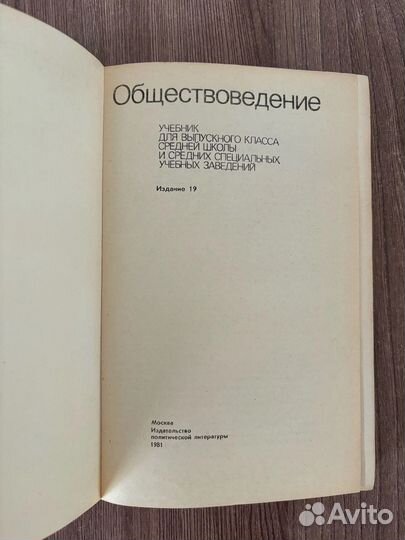 Обществоведение
УЧЕБНИК
ДЛЯ ВЫПУСКНОГО КЛАССА
СРЕДНЕЙ ШКОЛЫ
И СРЕДНИХ СПЕЦИАЛЬНЫХ
УЧЕБНЫХ ЗАВЕДЕНИЙ
Издание 19
Москва
Издательство
политической литературы
1981
Avito